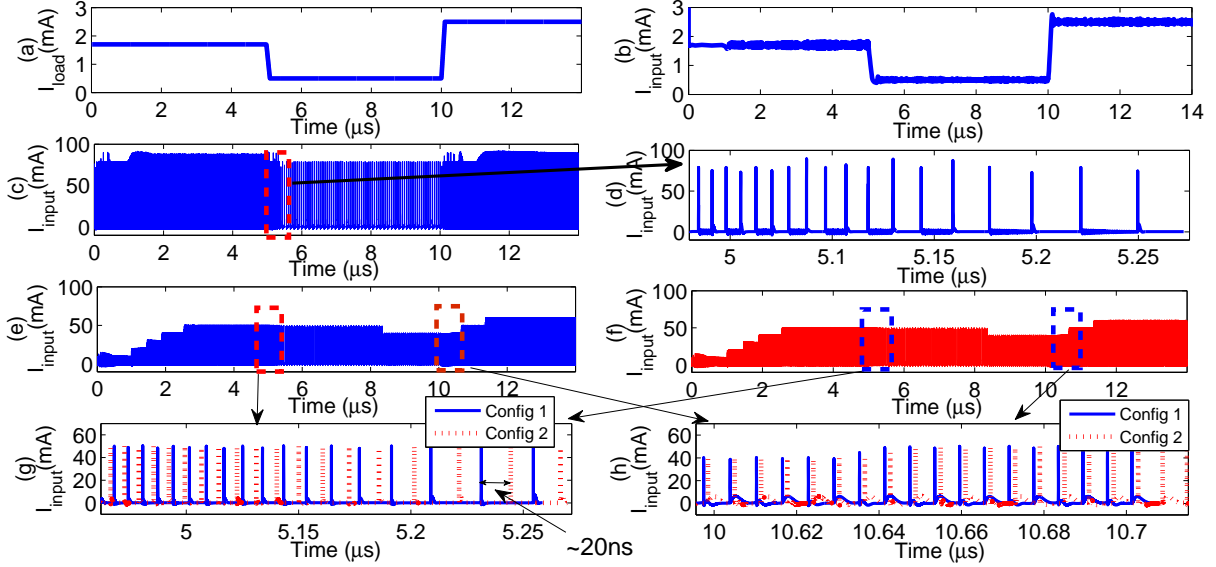 (a)
I_load(mA)
3
2
1
0
0 2 4 6 8 10 12
Time (µs)
(b)
I_input(mA)
3
2
1
0
0 2 4 6 8 10 12 14
Time (µs)
(c)
I_input(mA)
100
50
0
0 2 4 6 8 10 12
Time (µs)
(d)
I_input(mA)
100
50
0
5 5.1 5.15 5.2 5.25
Time (µs)
(e)
I_input(mA)
100
50
0
0 2 4 6 8 10 12
Time (µs)
(f)
I_input(mA)
100
50
0
0 2 4 6 8 10 12
Time (µs)
(g)
I_input(mA)
60
40
20
0
Config 1
Config 2
5 5.15 5.2 5.25
Time (µs)
~20ns
(h)
I_input(mA)
60
40
20
0
Config 1
Config 2
10 10.62 10.64 10.66 10.68 10.7
Time (µs)